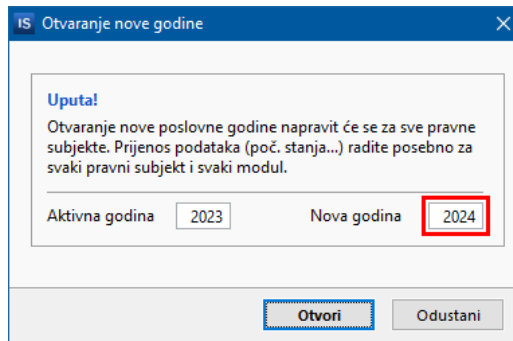 IS Otvaranje nove godine
Uputa!
Otvaranje nove poslovne godine napravit će se za sve pravne
subjekte. Prijenos podataka (poč. stanja...) radite posebno za
svaki pravni subjekt i svaki modul.
Aktivna godina 2023 Nova godina 2024
Otvori Odustani